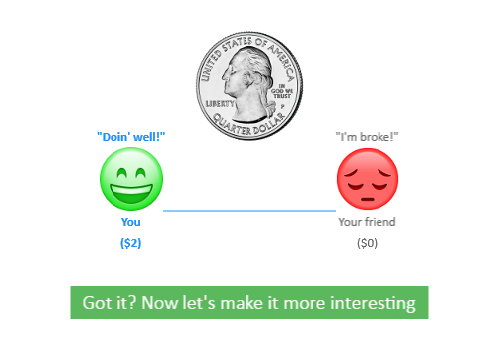 UNITED STATES OF AMERICA
IN
GOD WE
TRUST
LIBERTY
P
QUARTER DOLLAR
"Doin' well!"
"I'm broke!"
You
Your friend
($2)
($0)
Got it? Now let's make it more interesting